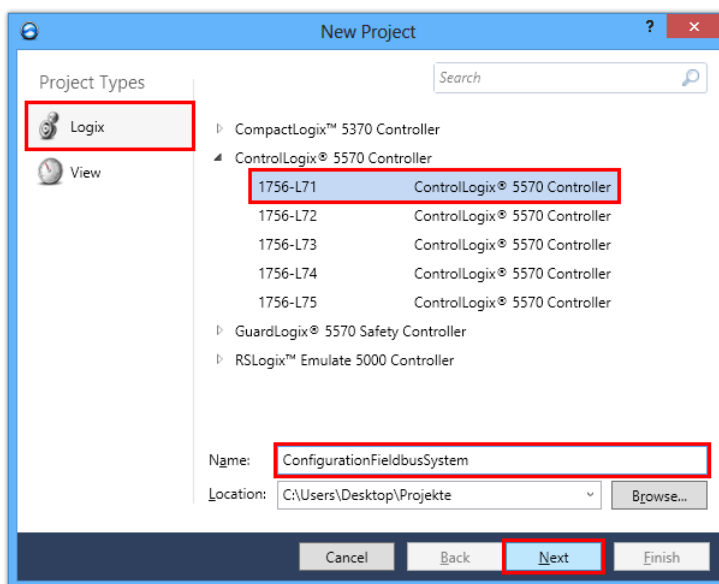 New Project
?
Project Types
Search
Logix
View
CompactLogix™ 5370 Controller
ControlLogix® 5570 Controller
1756-L71 ControlLogix® 5570 Controller
1756-L72 ControlLogix® 5570 Controller
1756-L73 ControlLogix® 5570 Controller
1756-L74 ControlLogix® 5570 Controller
1756-L75 ControlLogix® 5570 Controller
GuardLogix® 5570 Safety Controller
RSLogix™ Emulate 5000 Controller
Name: ConfigurationFieldbusSystem
Location: C:\Users\Desktop\Projekte Browse...
Cancel Back Next Finish